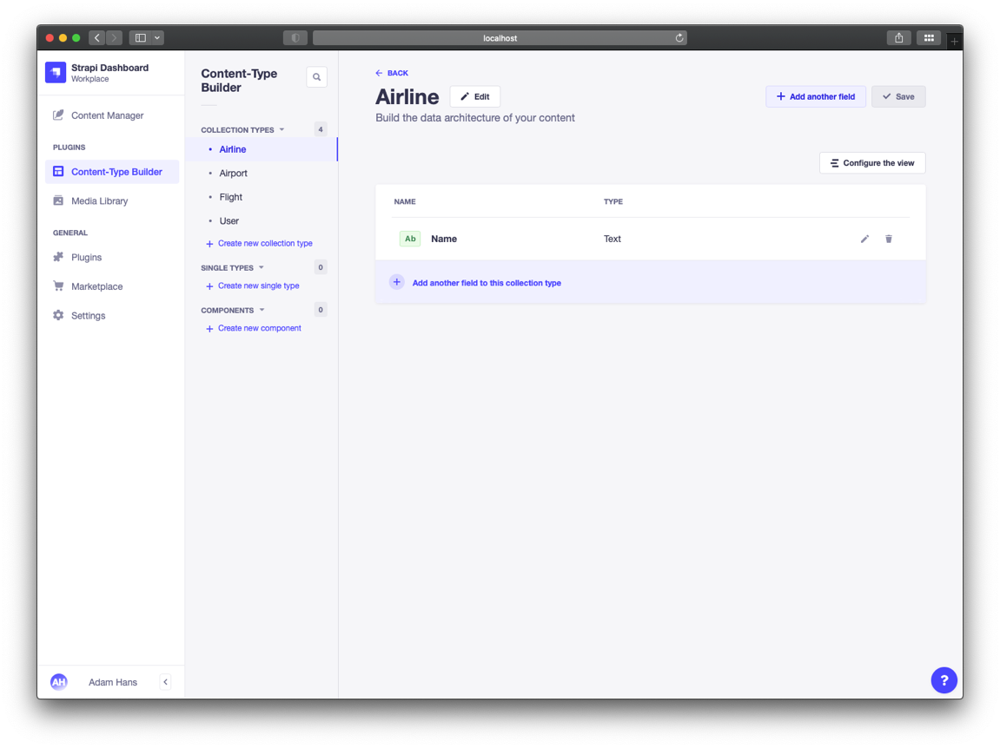 localhost
Strapi Dashboard
Workplace
Content Manager
PLUGINS
Content-Type Builder
Media Library
GENERAL
Plugins
Marketplace
Settings
AH Adam Hans
Content-Type
Builder
COLLECTION TYPES 4
Airline
Airport
Flight
User
Create new collection type
SINGLE TYPES 0
Create new single type
COMPONENTS 0
Create new component
BACK
Airline Edit
Add another field Save
Build the data architecture of your content
Configure the view
NAME TYPE
Ab Name Text
Add another field to this collection type
?